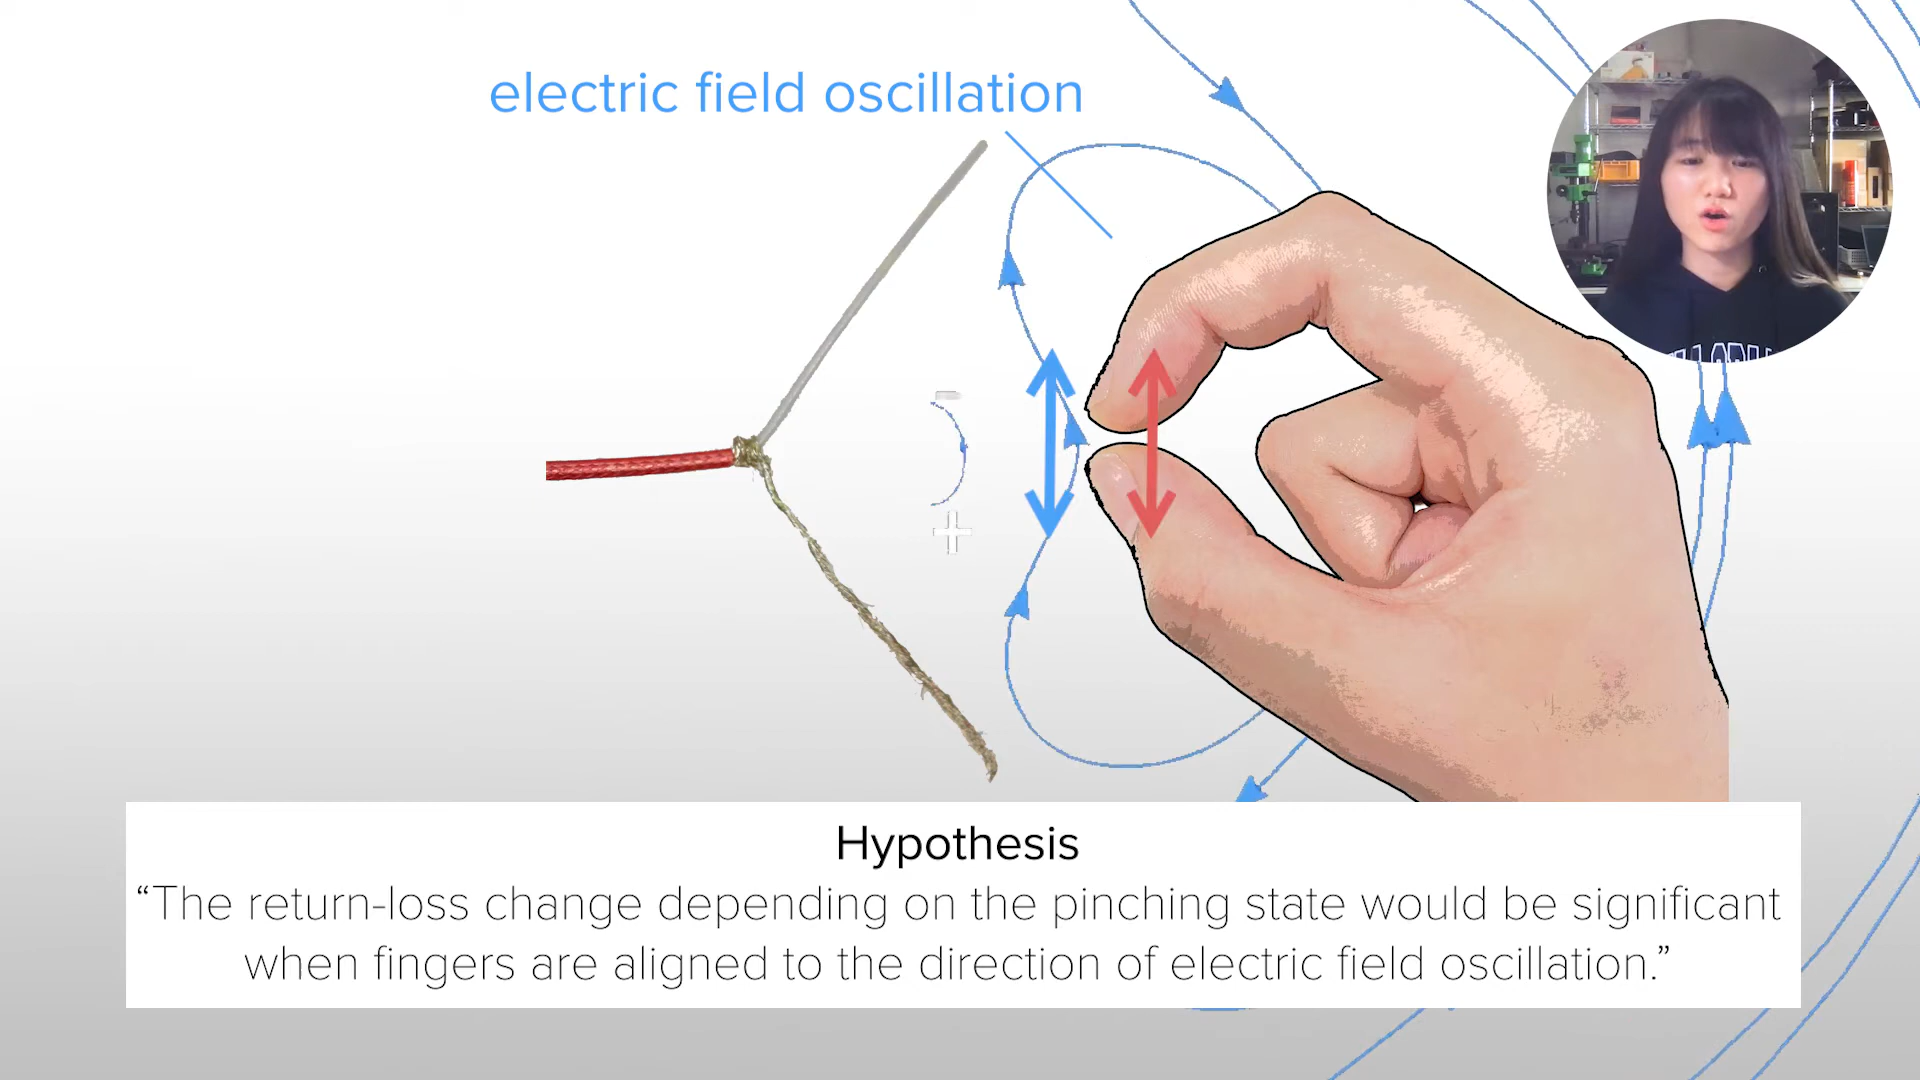 electric field oscillation
Hypothesis
“The return-loss change depending on the pinching state would be significant
when fingers are aligned to the direction of electric field oscillation.”